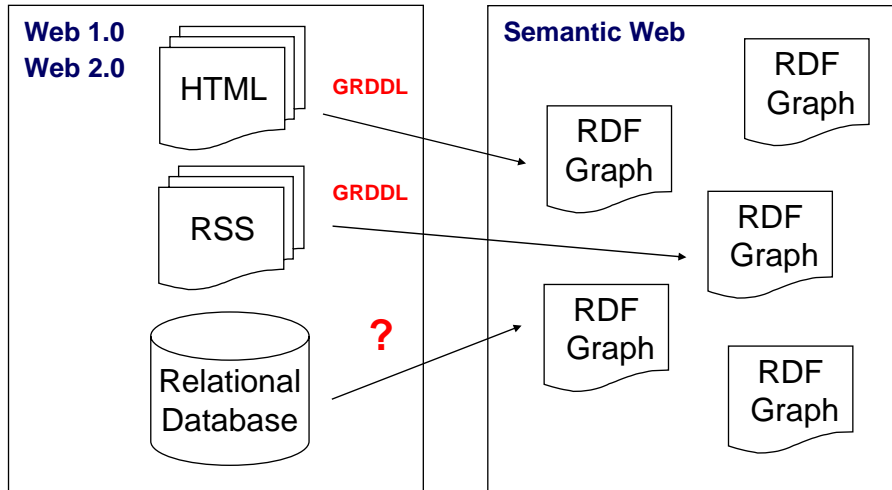 Web 1.0
Web 2.0
HTML
GRDDL
RSS
GRDDL
?
Relational
Database
Semantic Web
RDF
Graph
RDF
Graph
RDF
Graph
RDF
Graph
RDF
Graph